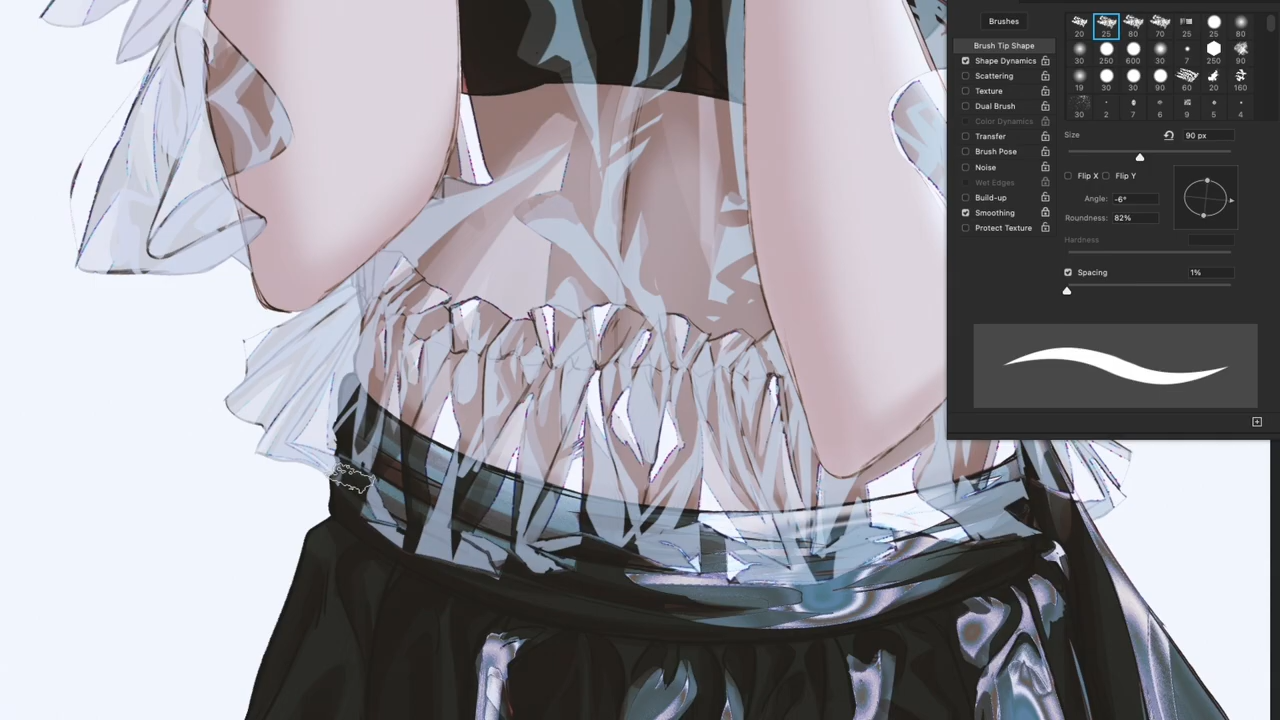 Brushes
20 25 80 70 25 25 80
30 250 600 30 7 250 90
19 30 30 90 60 20 160
30 2 7 6 9 5 4
Brush Tip Shape
Shape Dynamics
Scattering
Texture
Dual Brush
Color Dynamics
Transfer
Brush Pose
Noise
Wet Edges
Build-up
Smoothing
Protect Texture
Size 90 px
Flip X Flip Y
Angle: -6°
Roundness: 82%
Hardness
Spacing 1%